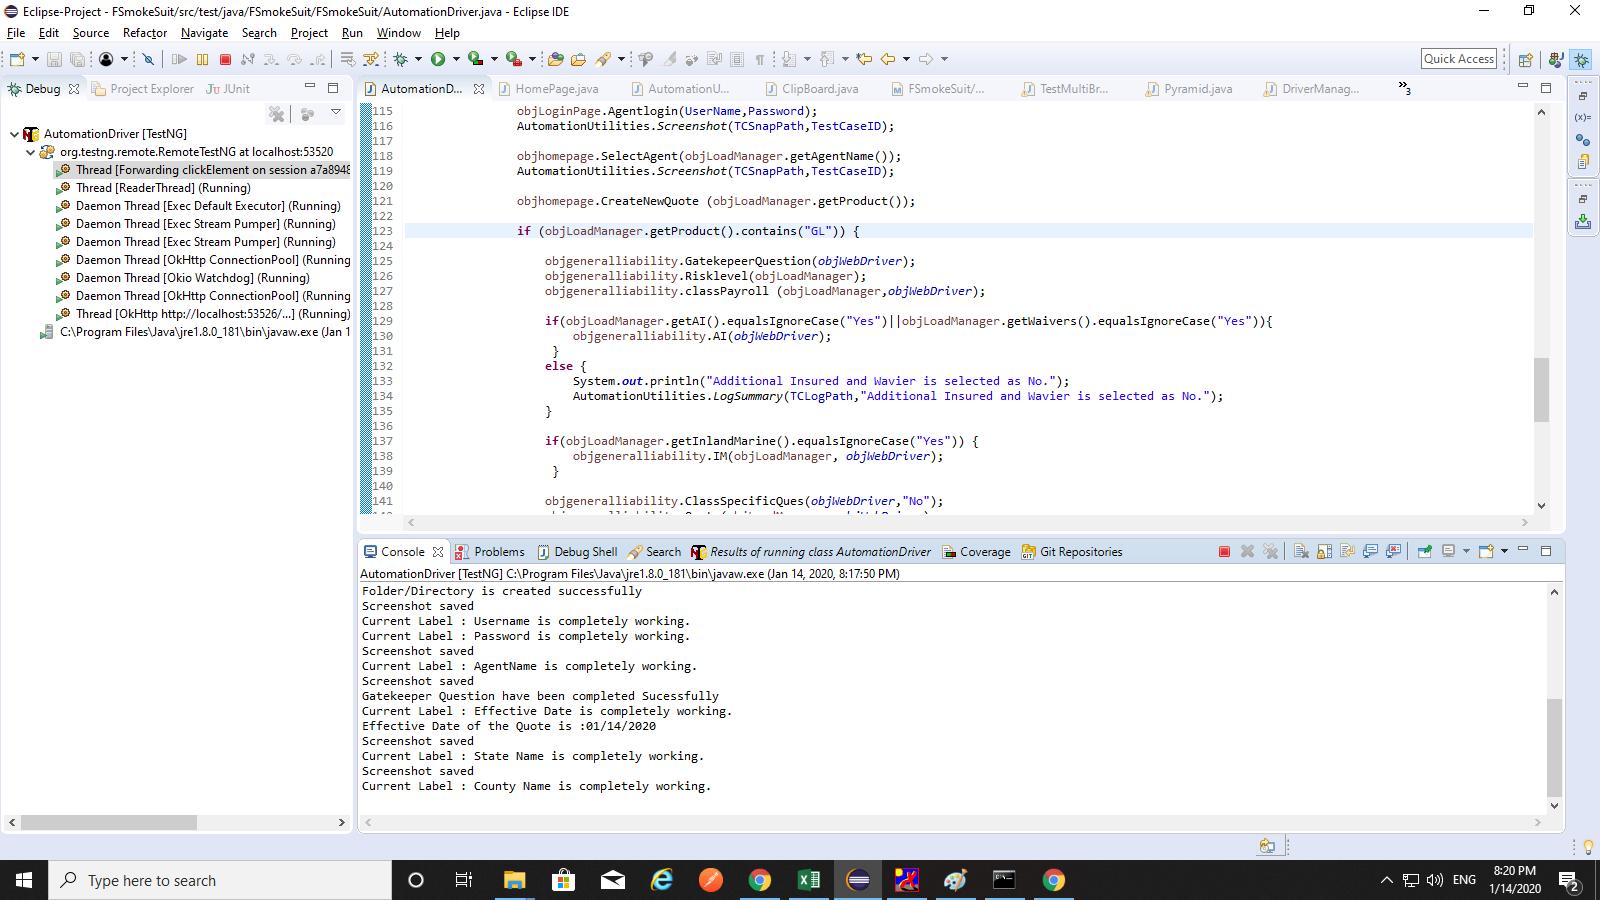 Eclipse-Project - FSmokeSuit/src/test/java/FSmokeSuit/FSmokeSuit/AutomationDriver.java - Eclipse IDE
File Edit Source Refactor Navigate Search Project Run Window Help
Quick Access
Debug Project Explorer JUnit
AutomationDriver [TestNG]
org.testng.remote.RemoteTestNG at localhost:53520
Thread [Forwarding clickElement on session a7a8948
Thread [ReaderThread] (Running)
Daemon Thread [Exec Default Executor] (Running)
Daemon Thread [Exec Stream Pumper] (Running)
Daemon Thread [Exec Stream Pumper] (Running)
Daemon Thread [OkHttp ConnectionPool] (Running
Daemon Thread [Okio Watchdog] (Running)
Daemon Thread [OkHttp ConnectionPool] (Running
Thread [OkHttp http://localhost:53526/...] (Running)
C:\Program Files\Java\jre1.8.0_181\bin\javaw.exe (Jan 1
AutomationD... HomePage.java AutomationU... ClipBoard.java FSmokeSuit/... TestMultiBr... Pyramid.java DriverManag... »3
115 objLoginPage.Agentlogin(UserName,Password);
116 AutomationUtilities.Screenshot(TCSnapPath,TestCaseID);
117
118 objhomepage.SelectAgent(objLoadManager.getAgentName());
119 AutomationUtilities.Screenshot(TCSnapPath,TestCaseID);
120
121 objhomepage.CreateNewQuote (objLoadManager.getProduct());
122
123 if (objLoadManager.getProduct().contains("GL")) {
124
125 objgeneralliability.GatekepeerQuestion(objWebDriver);
126 objgeneralliability.Risklevel(objLoadManager);
127 objgeneralliability.classPayroll (objLoadManager,objWebDriver);
128
129 if(objLoadManager.getAI().equalsIgnoreCase("Yes")||objLoadManager.getWaivers().equalsIgnoreCase("Yes")){
130 objgeneralliability.AI(objWebDriver);
131 }
132 else {
133 System.out.println("Additional Insured and Wavier is selected as No.");
134 AutomationUtilities.LogSummary(TCLogPath,"Additional Insured and Wavier is selected as No.");
135 }
136
137 if(objLoadManager.getInlandMarine().equalsIgnoreCase("Yes")) {
138 objgeneralliability.IM(objLoadManager, objWebDriver);
139 }
140
141 objgeneralliability.ClassSpecificQues(objWebDriver,"No");
Console Problems Debug Shell Search Results of running class AutomationDriver Coverage Git Repositories
AutomationDriver [TestNG] C:\Program Files\Java\jre1.8.0_181\bin\javaw.exe (Jan 14, 2020, 8:17:50 PM)
Folder/Directory is created successfully
Screenshot saved
Current Label : Username is completely working.
Current Label : Password is completely working.
Screenshot saved
Current Label : AgentName is completely working.
Screenshot saved
Gatekeeper Question have been completed Sucessfully
Current Label : Effective Date is completely working.
Effective Date of the Quote is :01/14/2020
Screenshot saved
Current Label : State Name is completely working.
Screenshot saved
Current Label : County Name is completely working.
Type here to search
ENG
8:20 PM
1/14/2020
2